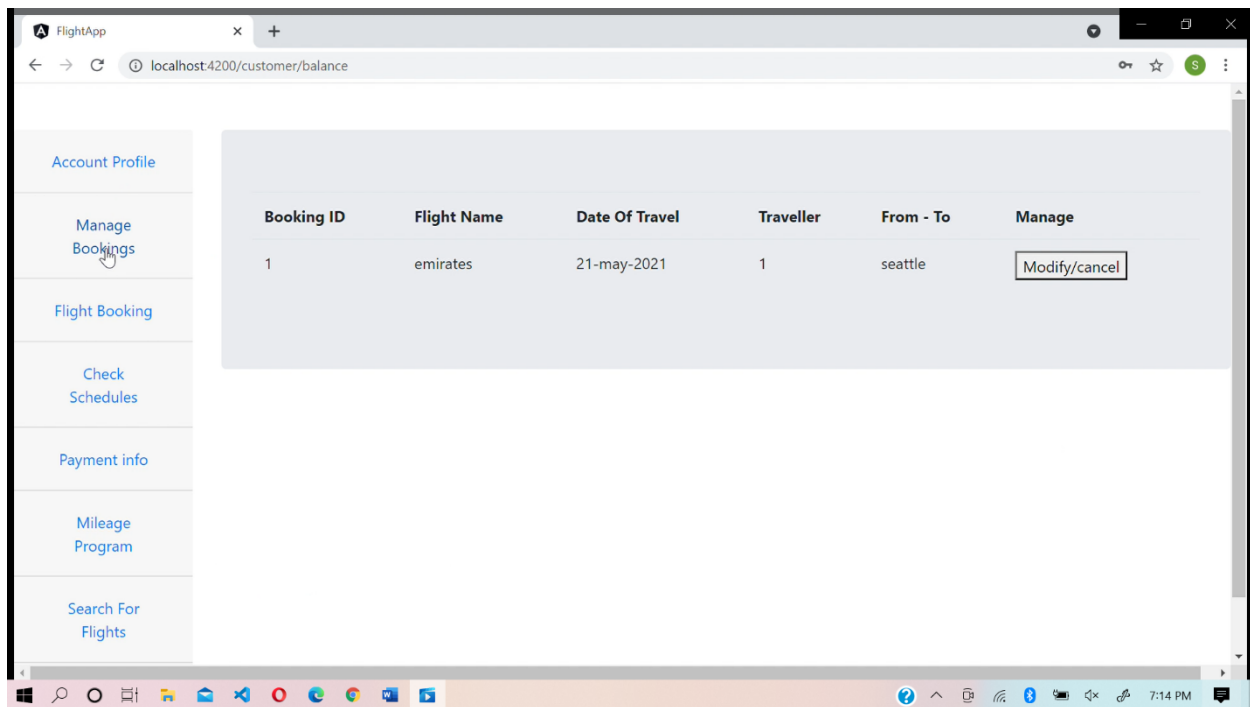 FlightApp
localhost:4200/customer/balance
S
Account Profile
Manage
Bookings
Flight Booking
Check
Schedules
Payment info
Mileage
Program
Search For
Flights
Booking ID Flight Name Date Of Travel Traveller From - To Manage
1 emirates 21-may-2021 1 seattle Modify/cancel
7:14 PM